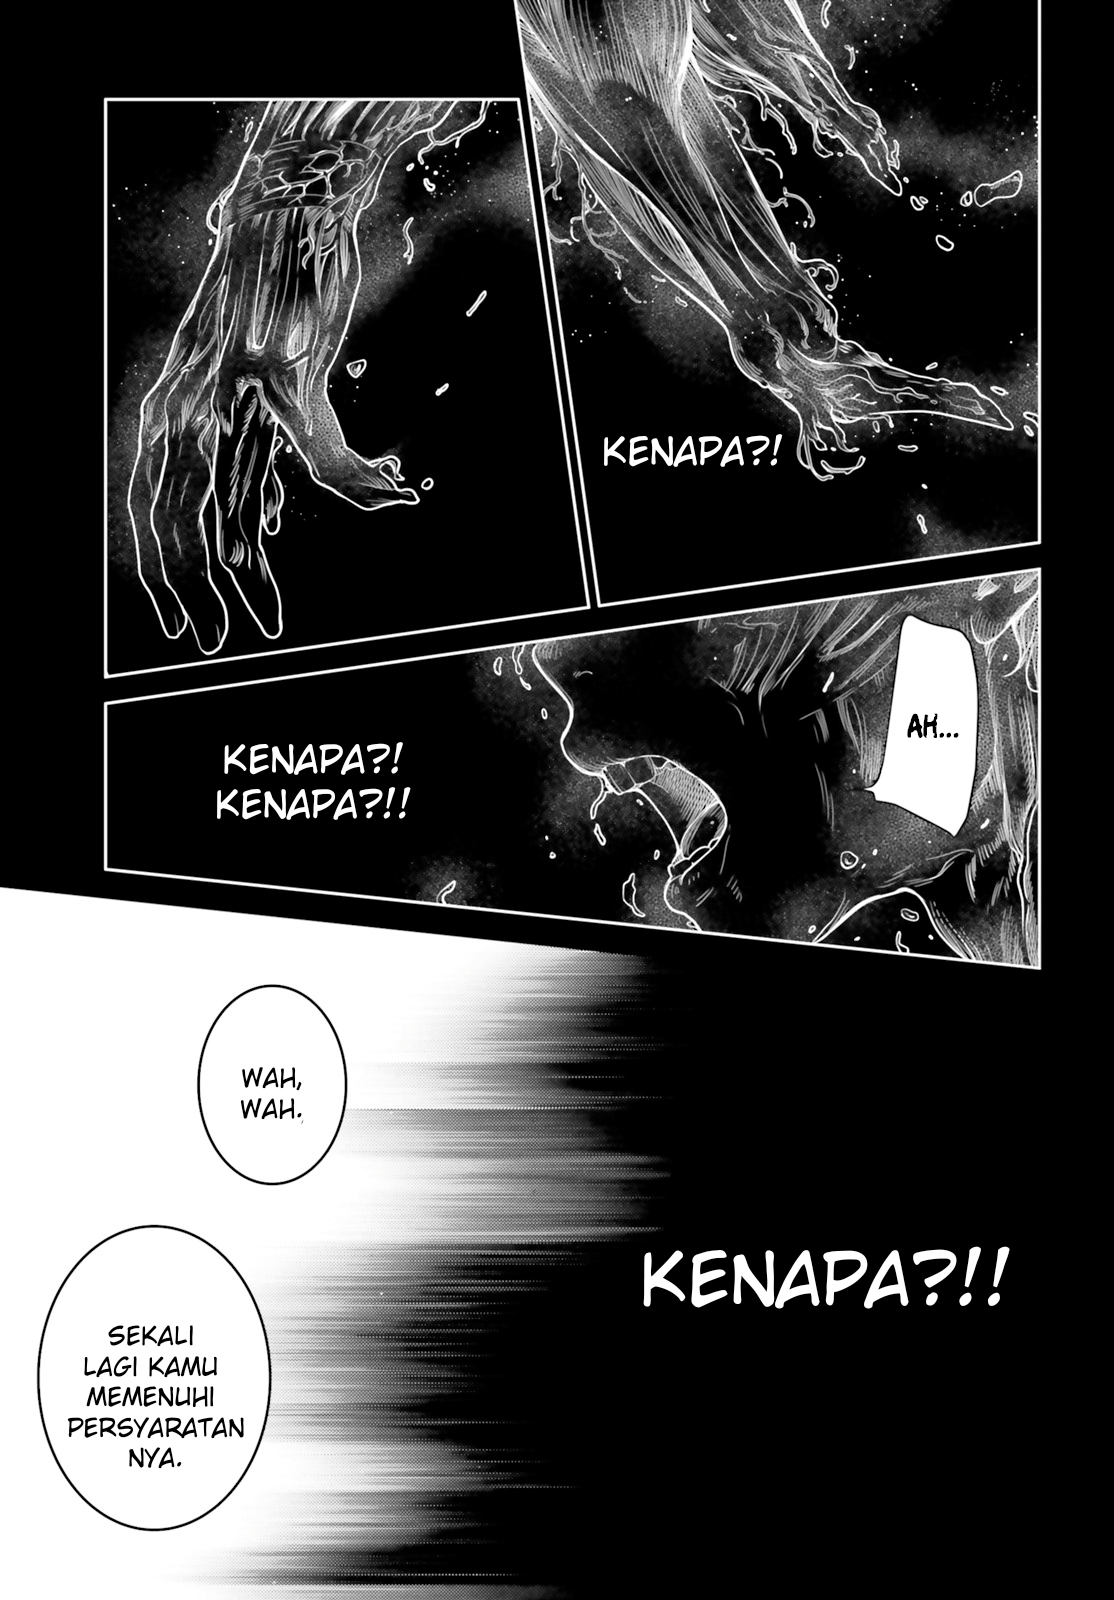 KENAPA?!
AH...
KENAPA?!
KENAPA?!!
KENAPA?!!
WAH,
WAH.
SEKALI
LAGI KAMU
MEMENUHI
PERSYARATAN
NYA.